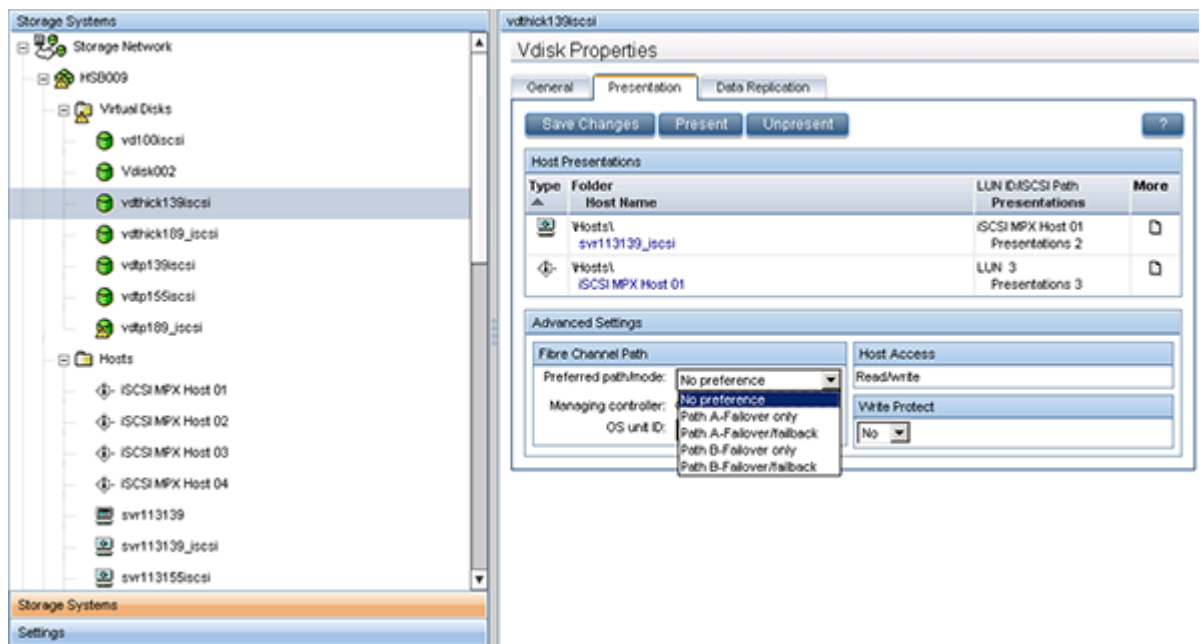 Storage Systems
Storage Network
HSB009
Virtual Disks
vd100iscsi
Vdisk002
vdthick139iscsi
vdthick189_iscsi
vdtp139iscsi
vdtp155iscsi
vdtp189_iscsi
Hosts
iSCSI MPX Host 01
iSCSI MPX Host 02
iSCSI MPX Host 03
iSCSI MPX Host 04
svr113139
svr113139_iscsi
svr113155iscsi
Storage Systems
Settings
vdthick139iscsi
Vdisk Properties
General Presentation Data Replication
Save Changes Present Unpresent ?
Host Presentations
Type Folder LUN ID/iSCSI Path More
Host Name Presentations
\Hosts\ iSCSI MPX Host 01
svr113139_iscsi Presentations 2
\Hosts\ LUN 3
iSCSI MPX Host 01 Presentations 3
Advanced Settings
Fibre Channel Path Host Access
Preferred path/mode: No preference Read/write
No preference
Managing controller: Path A-Failover only Write Protect
OS unit ID: Path A-Failover/failback No
Path B-Failover only
Path B-Failover/failback